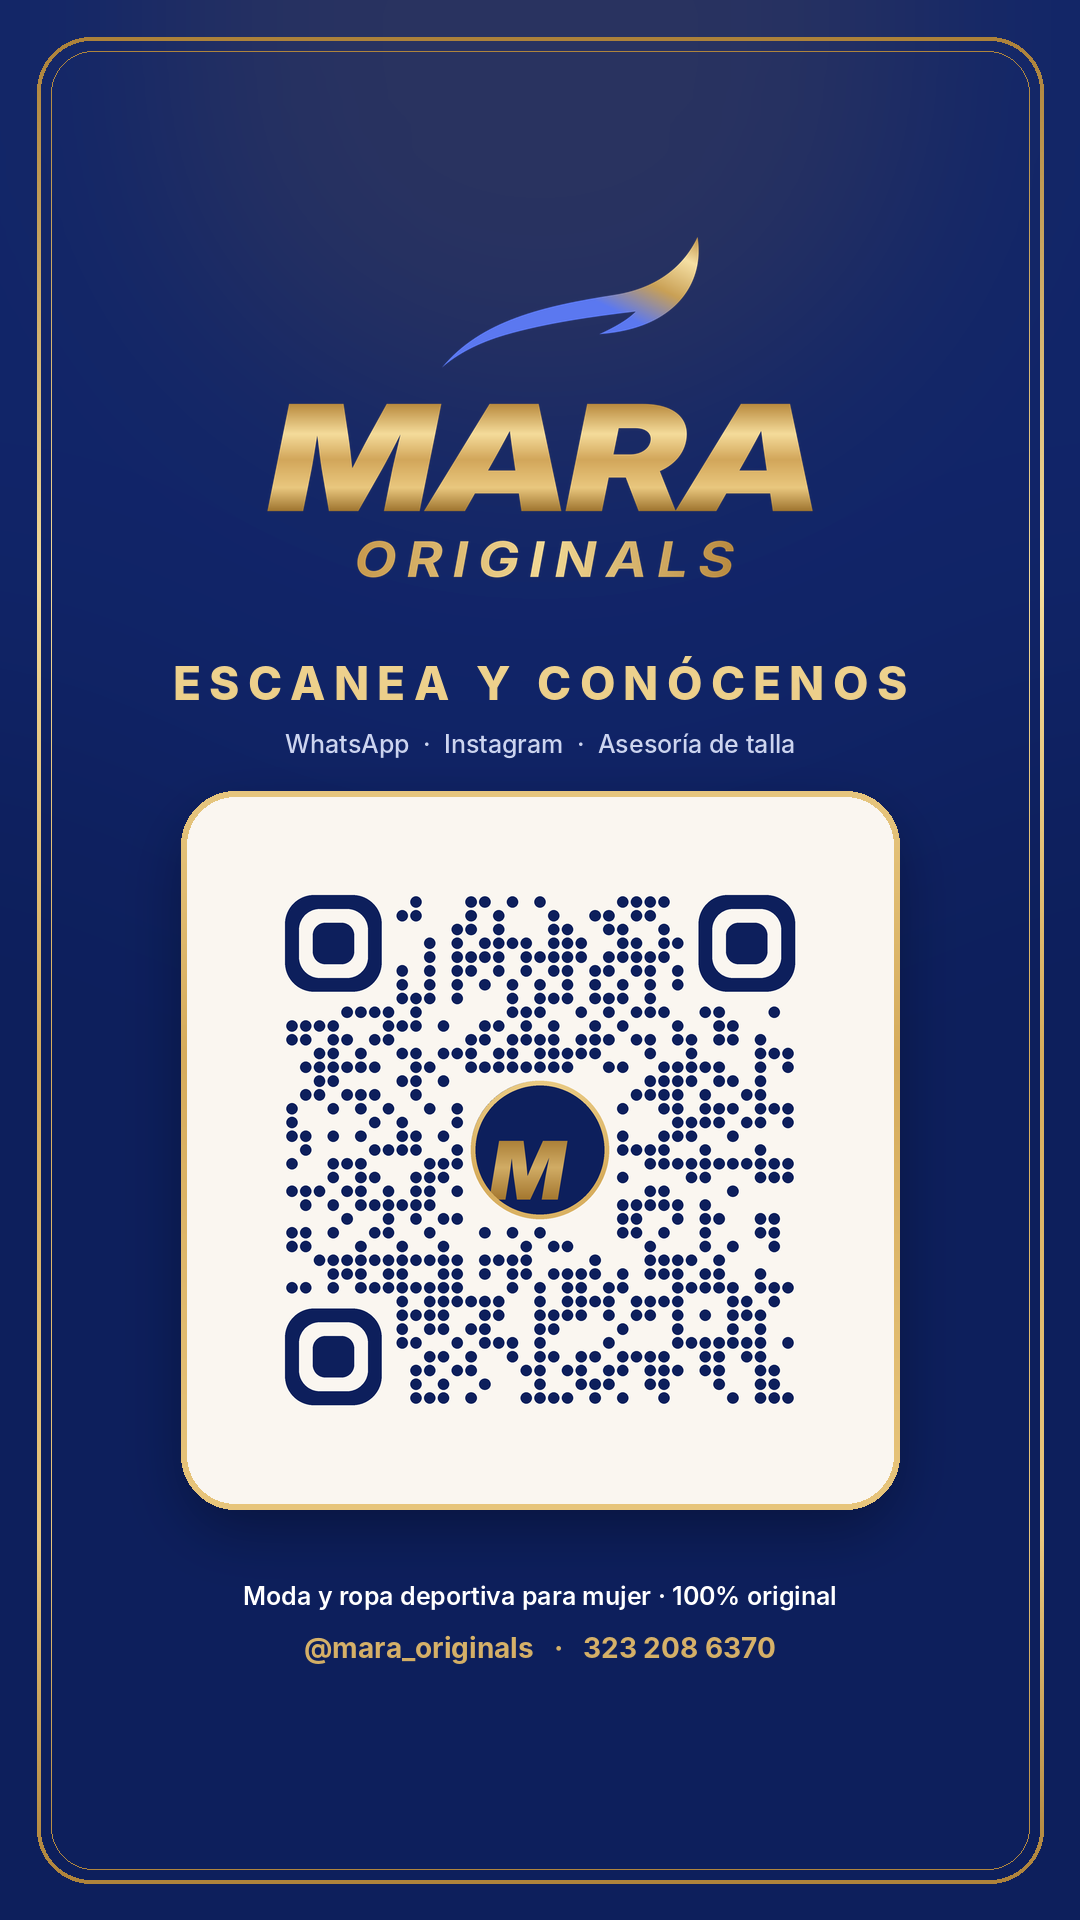 MARA
ORIGINALS
ESCANEA Y CONÓCENOS
WhatsApp · Instagram · Asesoría de talla
M
Moda y ropa deportiva para mujer · 100% original
@mara_originals · 323 208 6370